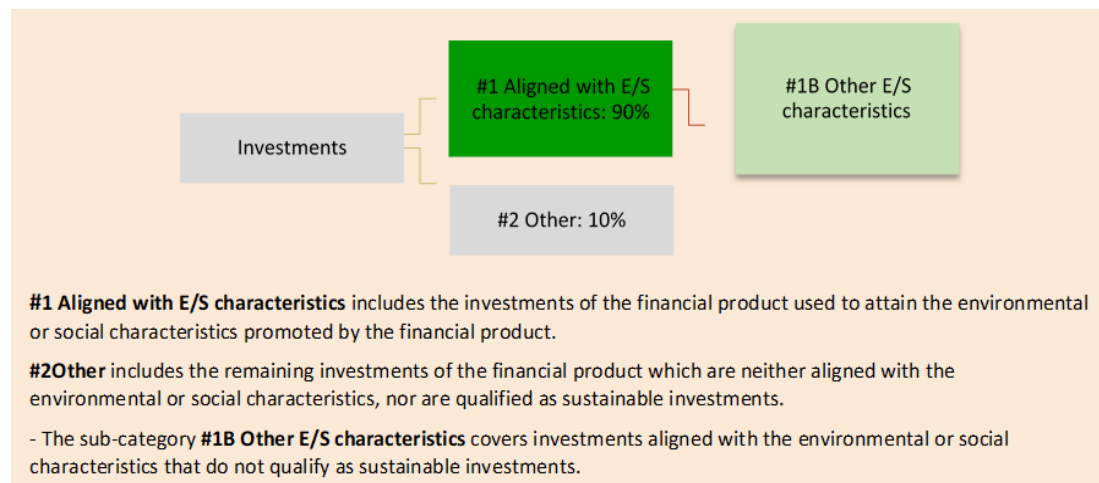 #1 Aligned with E/S
characteristics: 90%
#1B Other E/S
characteristics
Investments
#2 Other: 10%
#1 Aligned with E/S characteristics includes the investments of the financial product used to attain the environmental
or social characteristics promoted by the financial product.
#2Other includes the remaining investments of the financial product which are neither aligned with the
environmental or social characteristics, nor are qualified as sustainable investments.
- The sub-category #1B Other E/S characteristics covers investments aligned with the environmental or social
characteristics that do not qualify as sustainable investments.